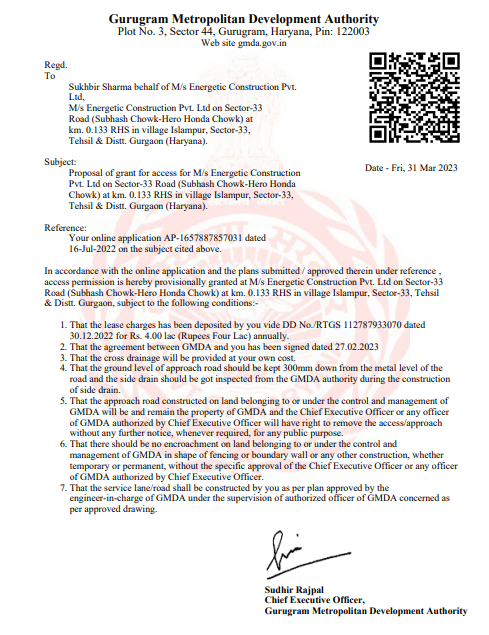 Gurugram Metropolitan Development Authority
Plot No. 3, Sector 44, Gurugram, Haryana, Pin: 122003
Web site gmda.gov.in
Regd.
To
Sukhbir Sharma behalf of M/s Energetic Construction Pvt.
Ltd,
M/s Energetic Construction Pvt. Ltd on Sector-33
Road (Subhash Chowk-Hero Honda Chowk) at
km. 0.133 RHS in village Islampur, Sector-33,
Tehsil & Distt. Gurgaon (Haryana).
Subject:
Proposal of grant for access for M/s Energetic Construction
Pvt. Ltd on Sector-33 Road (Subhash Chowk-Hero Honda
Chowk) at km. 0.133 RHS in village Islampur, Sector-33,
Tehsil & Distt. Gurgaon (Haryana).
Date - Fri, 31 Mar 2023
Reference:
Your online application AP-1657887857031 dated
16-Jul-2022 on the subject cited above.
In accordance with the online application and the plans submitted / approved therein under reference ,
access permission is hereby provisionally granted at M/s Energetic Construction Pvt. Ltd on Sector-33
Road (Subhash Chowk-Hero Honda Chowk) at km. 0.133 RHS in village Islampur, Sector-33, Tehsil
& Distt. Gurgaon, subject to the following conditions:-
1. That the lease charges has been deposited by you vide DD No./RTGS 112787933070 dated
30.12.2022 for Rs. 4.00 lac (Rupees Four Lac) annually.
2. That the agreement between GMDA and you has been signed dated 27.02.2023
3. That the cross drainage will be provided at your own cost.
4. That the ground level of approach road should be kept 300mm down from the metal level of the
road and the side drain should be got inspected from the GMDA authority during the construction
of side drain.
5. That the approach road constructed on land belonging to or under the control and management of
GMDA will be and remain the property of GMDA and the Chief Executive Officer or any officer
of GMDA authorized by Chief Executive Officer will have right to remove the access/approach
without any further notice, whenever required, for any public purpose.
6. That there should be no encroachment on land belonging to or under the control and
management of GMDA in shape of fencing or boundary wall or any other construction, whether
temporary or permanent, without the specific approval of the Chief Executive Officer or any officer
of GMDA authorized by Chief Executive Officer.
7. That the service lane/road shall be constructed by you as per plan approved by the
engineer-in-charge of GMDA under the supervision of authorized officer of GMDA concerned as
per approved drawing.
Sudhir Rajpal
Chief Executive Officer,
Gurugram Metropolitan Development Authority